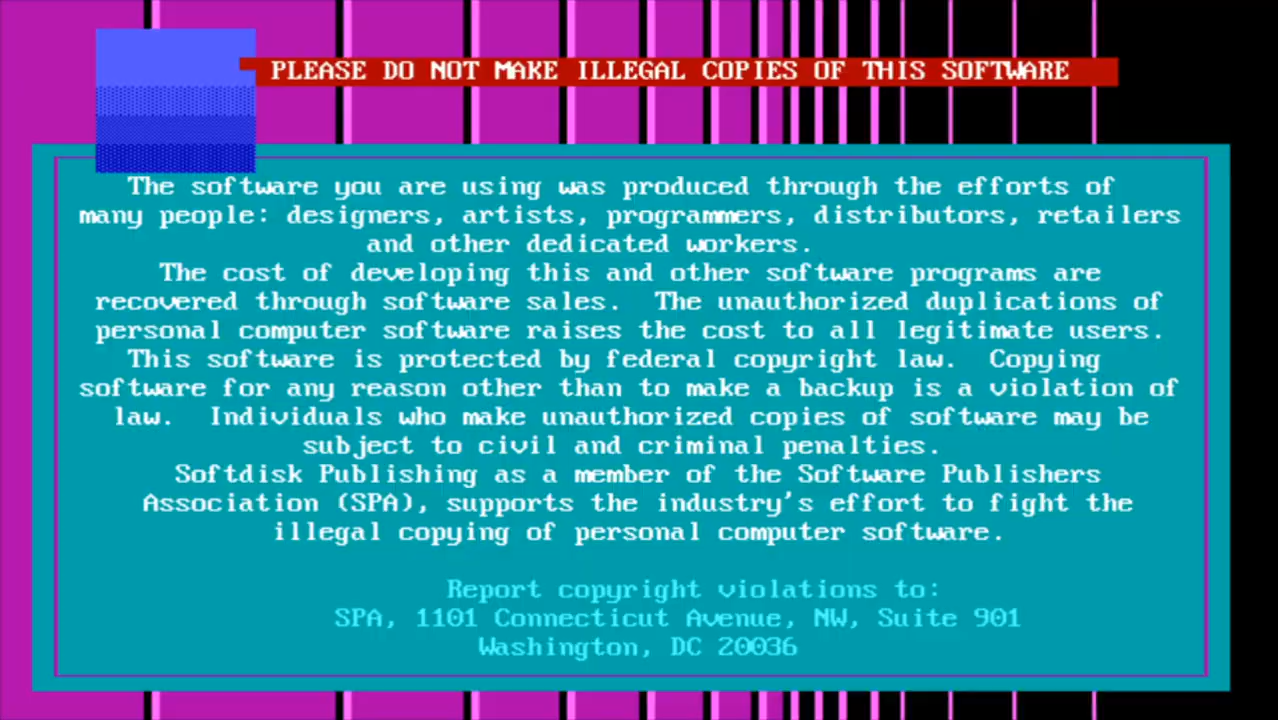 PLEASE DO NOT MAKE ILLEGAL COPIES OF THIS SOFTWARE
The software you are using was produced through the efforts of
many people: designers, artists, programmers, distributors, retailers
and other dedicated workers.
The cost of developing this and other software programs are
recovered through software sales.  The unauthorized duplications of
personal computer software raises the cost to all legitimate users.
This software is protected by federal copyright law.  Copying
software for any reason other than to make a backup is a violation of
law.  Individuals who make unauthorized copies of software may be
subject to civil and criminal penalties.
Softdisk Publishing as a member of the Software Publishers
Association (SPA), supports the industry's effort to fight the
illegal copying of personal computer software.
Report copyright violations to:
SPA, 1101 Connecticut Avenue, NW, Suite 901
Washington, DC 20036